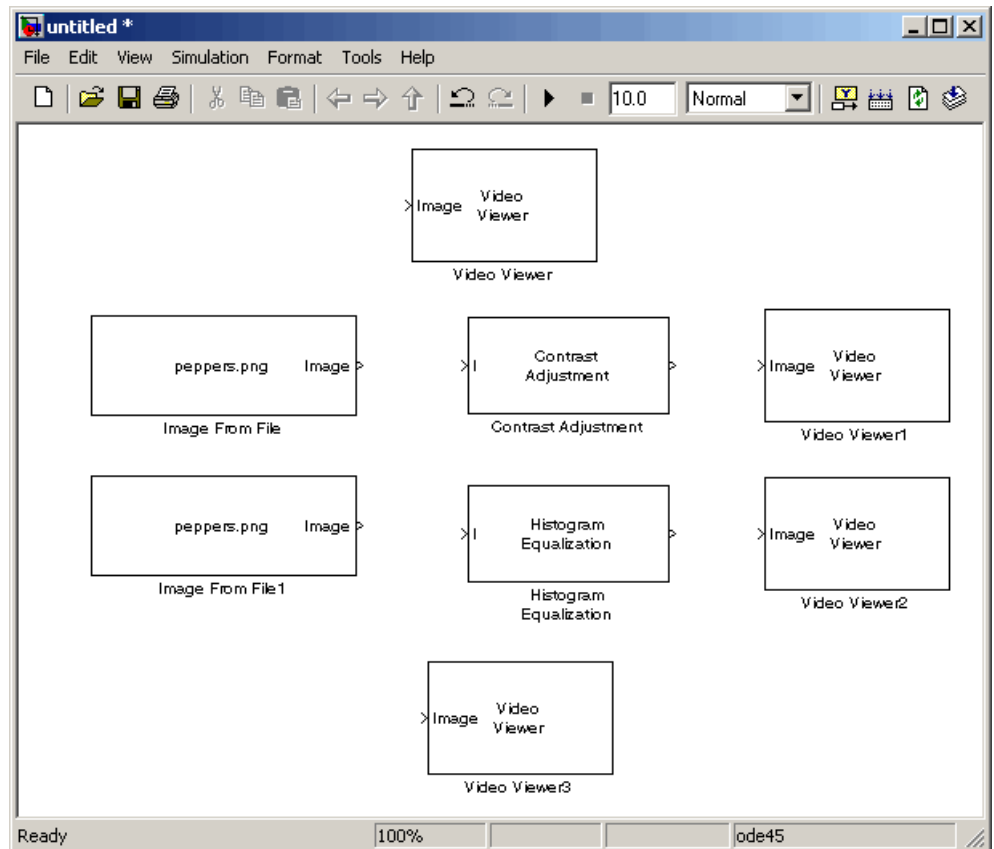 untitled *
File Edit View Simulation Format Tools Help
10.0 Normal
Image Video Viewer
Video Viewer
peppers.png Image
Image From File
I Contrast Adjustment
Contrast Adjustment
Image Video Viewer
Video Viewer1
peppers.png Image
Image From File1
I Histogram Equalization
Histogram Equalization
Image Video Viewer
Video Viewer2
Image Video Viewer
Video Viewer3
Ready 100% ode45